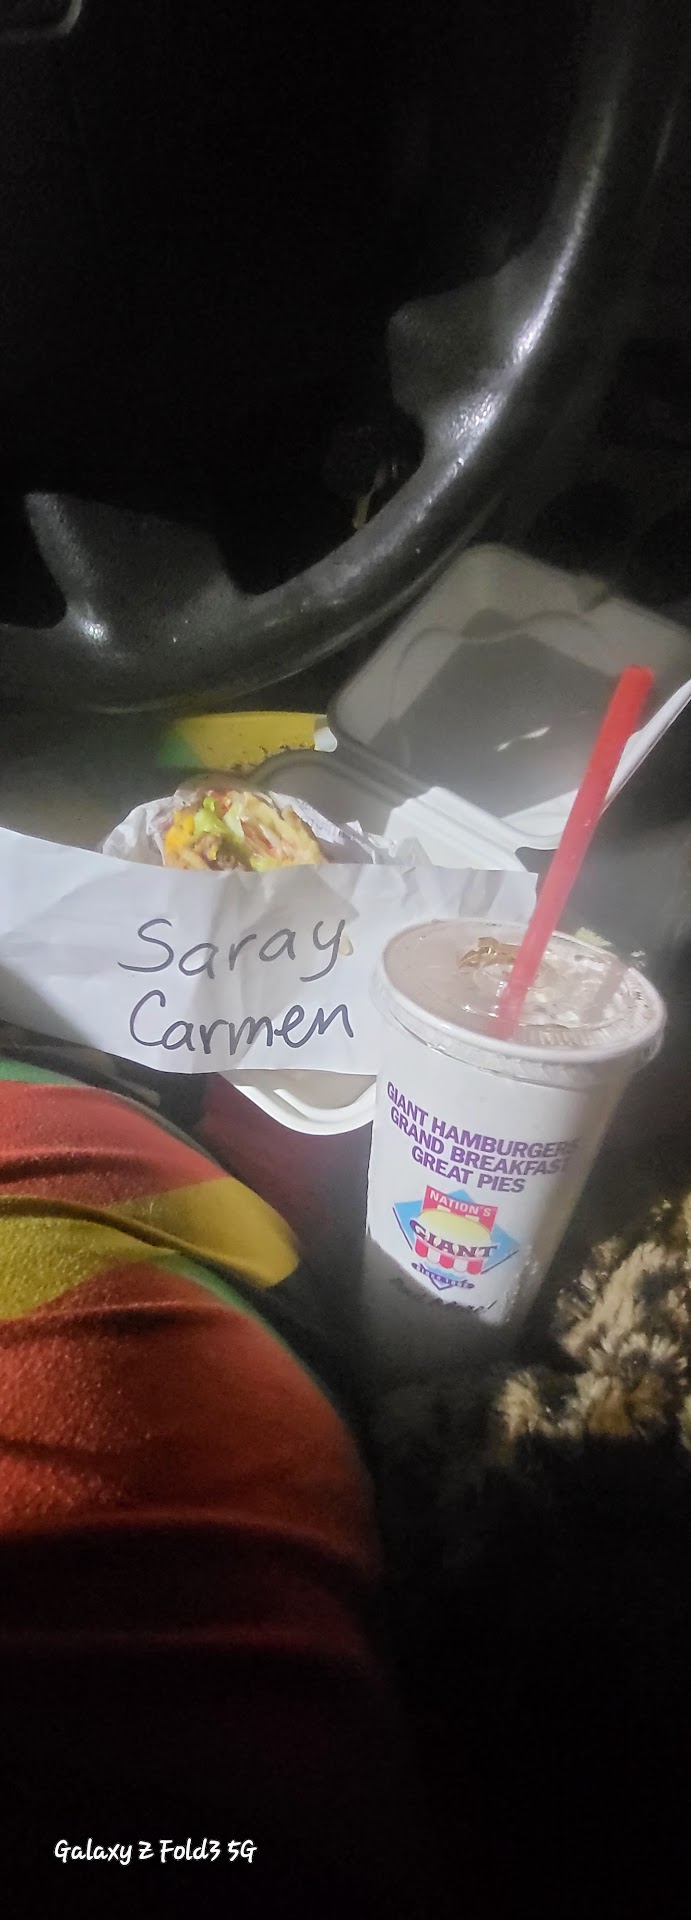 Saray
Carmen
GIANT HAMBURGERS
GRAND BREAKFAST
GREAT PIES
NATION'S
GIANT
Galaxy Z Fold3 5G